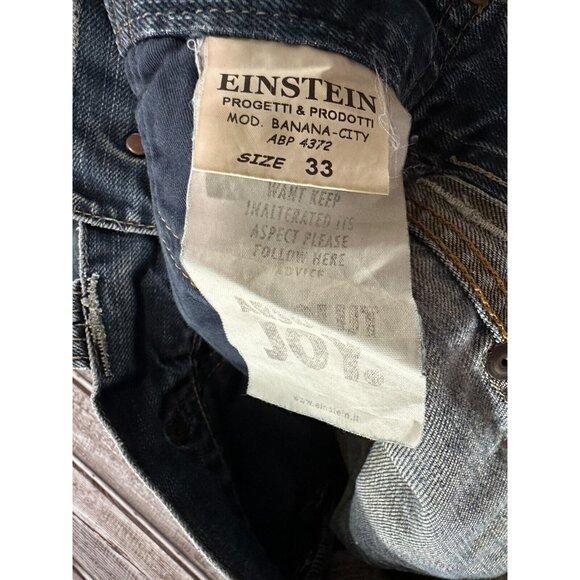 EINSTEIN
PROGETTI & PRODOTTI
MOD. BANANA-CITY
ABP 4372
SIZE 33
WANT KEEP
INALTERATED ITS
ASPECT PLEASE
FOLLOW HERE
ADVICE
ABSOLUT
JOY®
www.einstein.it